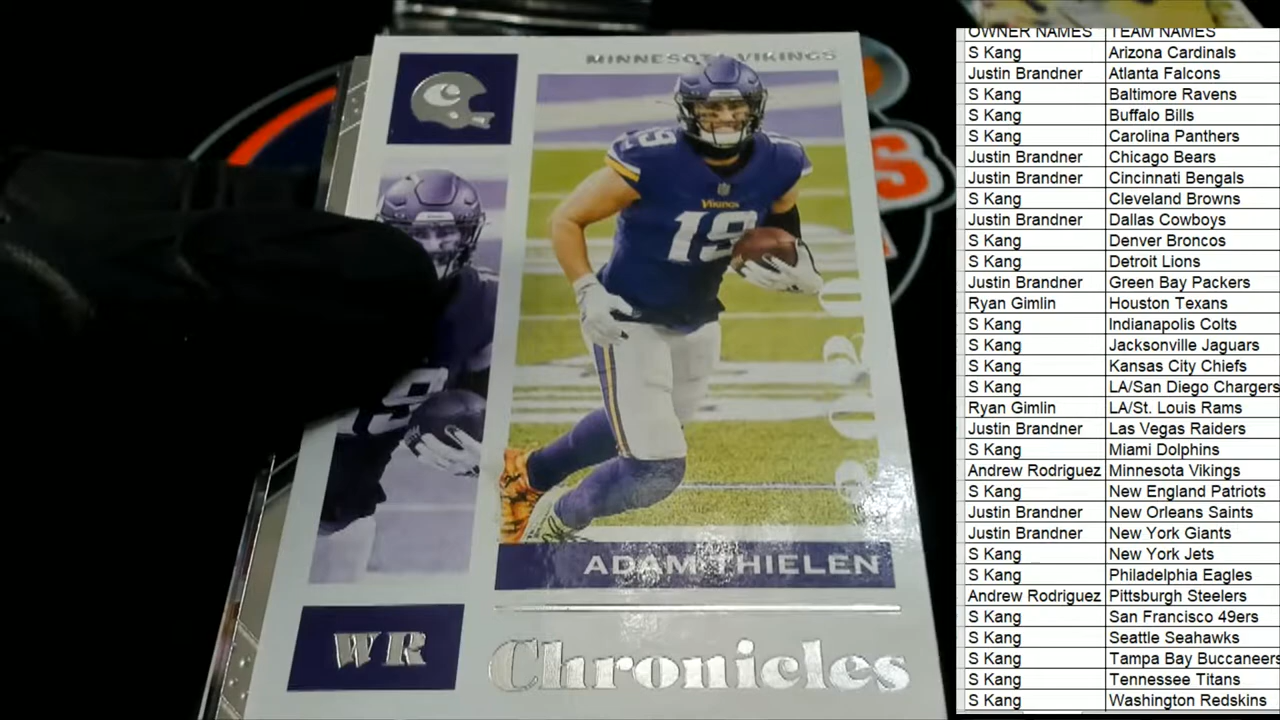 MINNESOTA VIKINGS
C
19
Vikings
19
2020
ADAM THIELEN
WR
Chronicles
S
OWNER NAMES TEAM NAMES
S Kang Arizona Cardinals
Justin Brandner Atlanta Falcons
S Kang Baltimore Ravens
S Kang Buffalo Bills
S Kang Carolina Panthers
Justin Brandner Chicago Bears
Justin Brandner Cincinnati Bengals
S Kang Cleveland Browns
Justin Brandner Dallas Cowboys
S Kang Denver Broncos
S Kang Detroit Lions
Justin Brandner Green Bay Packers
Ryan Gimlin Houston Texans
S Kang Indianapolis Colts
S Kang Jacksonville Jaguars
S Kang Kansas City Chiefs
S Kang LA/San Diego Chargers
Ryan Gimlin LA/St. Louis Rams
Justin Brandner Las Vegas Raiders
S Kang Miami Dolphins
Andrew Rodriguez Minnesota Vikings
S Kang New England Patriots
Justin Brandner New Orleans Saints
Justin Brandner New York Giants
S Kang New York Jets
S Kang Philadelphia Eagles
Andrew Rodriguez Pittsburgh Steelers
S Kang San Francisco 49ers
S Kang Seattle Seahawks
S Kang Tampa Bay Buccaneers
S Kang Tennessee Titans
S Kang Washington Redskins